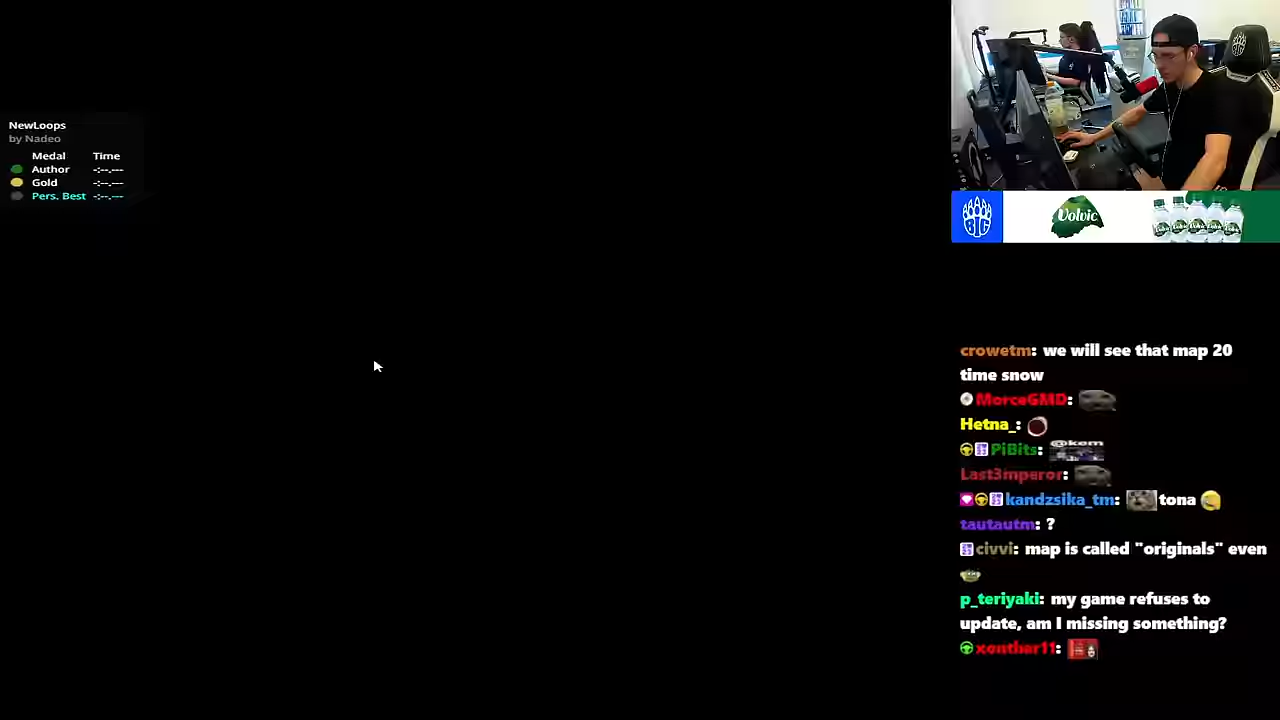 NewLoops
by Nadeo
Medal Time
Author -:--.---
Gold -:--.---
Pers. Best -:--.---
BIG
Volvic
crowetm: we will see that map 20
time snow
MorceGMD:
Hetna_:
PiBits: @kem
Last3mperor:
kandzsika_tm: tona
tautautm: ?
civvi: map is called "originals" even
p_teriyaki: my game refuses to
update, am I missing something?
xonthar11: